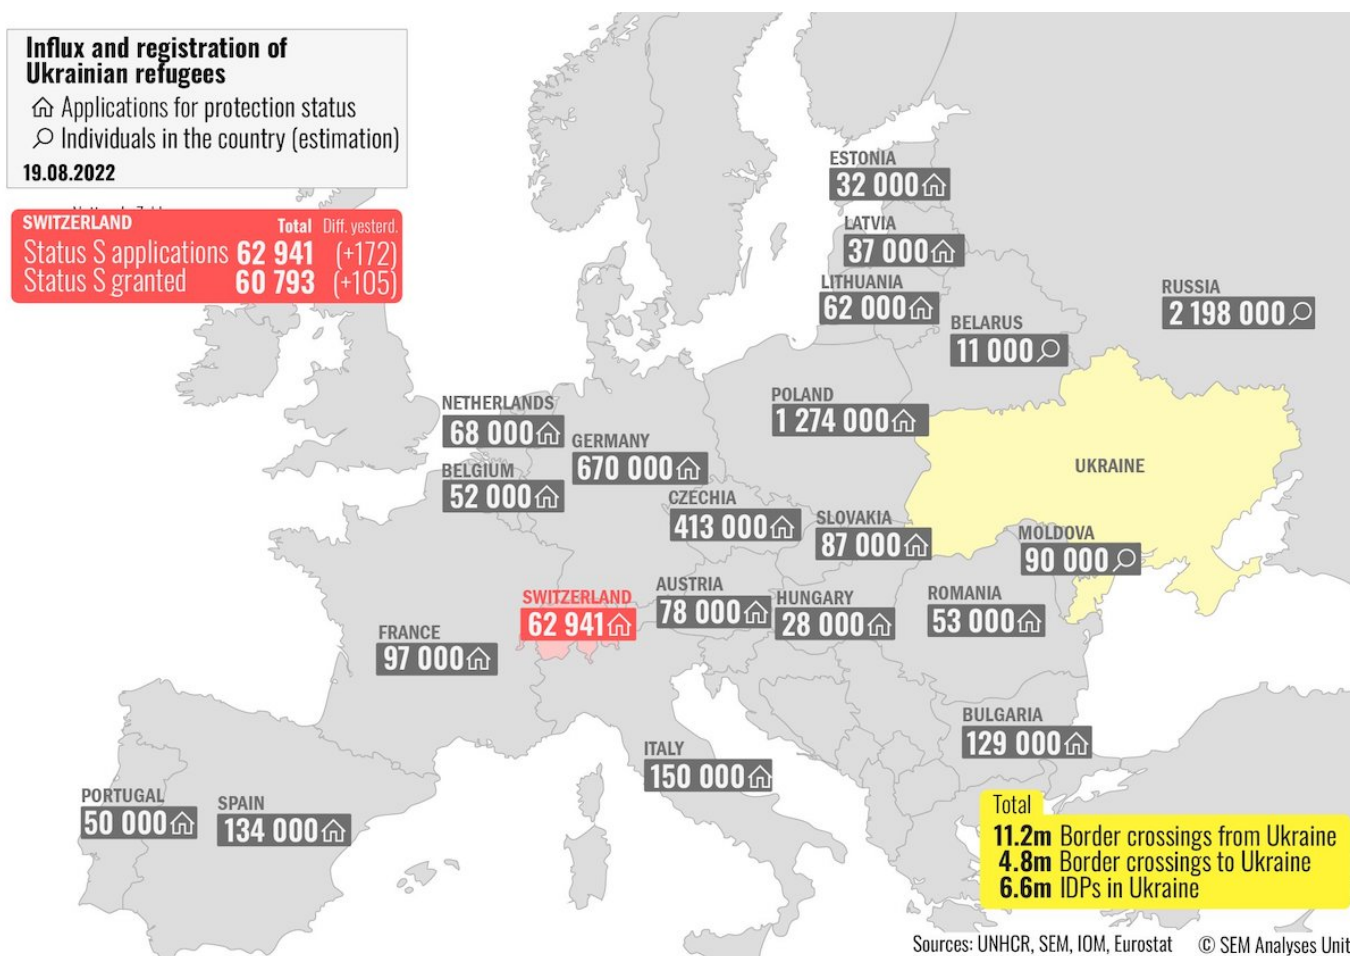 Influx and registration of
Ukrainian refugees
Applications for protection status
Individuals in the country (estimation)
19.08.2022
SWITZERLAND Total Diff. yesterd.
Status S applications 62 941 (+172)
Status S granted 60 793 (+105)
ESTONIA
32 000
LATVIA
37 000
LITHUANIA
62 000
RUSSIA
2 198 000
BELARUS
11 000
POLAND
1 274 000
NETHERLANDS
68 000
GERMANY
670 000
BELGIUM
52 000
UKRAINE
CZECHIA
413 000
SLOVAKIA
87 000
MOLDOVA
90 000
SWITZERLAND
62 941
AUSTRIA
78 000
HUNGARY
28 000
ROMANIA
53 000
FRANCE
97 000
BULGARIA
129 000
ITALY
150 000
PORTUGAL
50 000
SPAIN
134 000
Total
11.2m Border crossings from Ukraine
4.8m Border crossings to Ukraine
6.6m IDPs in Ukraine
Sources: UNHCR, SEM, IOM, Eurostat © SEM Analyses Unit